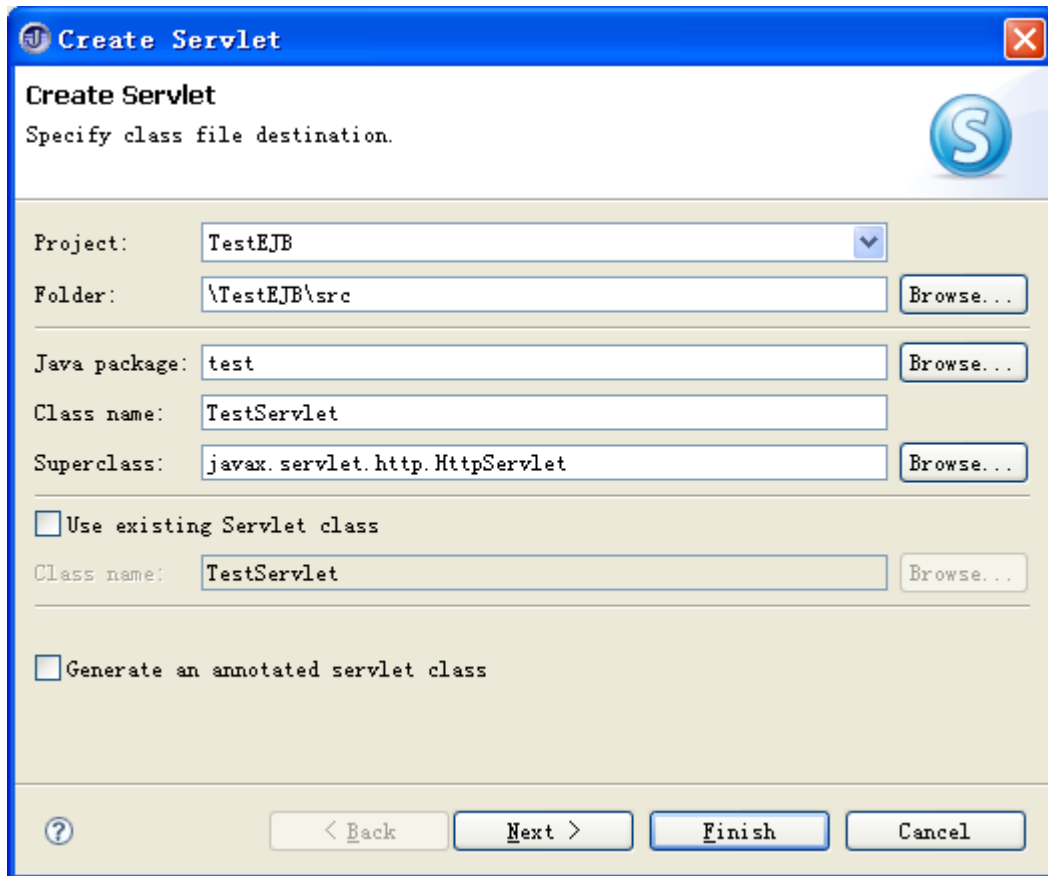 Create Servlet
Create Servlet
Specify class file destination.
Project: TestEJB
Folder: \TestEJB\src Browse...
Java package: test Browse...
Class name: TestServlet
Superclass: javax.servlet.http.HttpServlet Browse...
Use existing Servlet class
Class name: TestServlet Browse...
Generate an annotated servlet class
? < Back Next > Finish Cancel